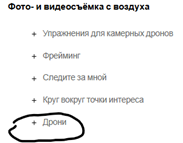 Фото- и видеосъёмка с воздуха
+ Упражнения для камерных дронов
+ Фрейминг
+ Следите за мной
+ Круг вокруг точки интереса
+ Дрони